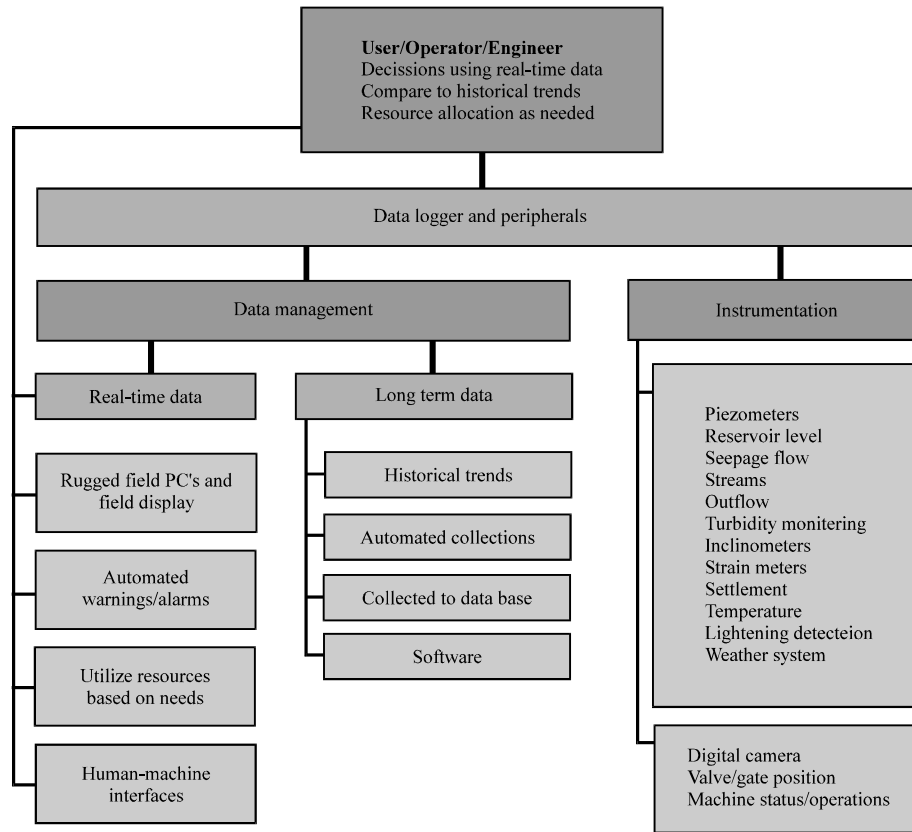 User/Operator/Engineer
Decissions using real-time data
Compare to historical trends
Resource allocation as needed
Data logger and peripherals
Data management
Instrumentation
Real-time data
Long term data
Rugged field PC's and
field display
Automated
warnings/alarms
Utilize resources
based on needs
Human-machine
interfaces
Historical trends
Automated collections
Collected to data base
Software
Piezometers
Reservoir level
Seepage flow
Streams
Outflow
Turbidity monitering
Inclinometers
Strain meters
Settlement
Temperature
Lightening detecteion
Weather system
Digital camera
Valve/gate position
Machine status/operations